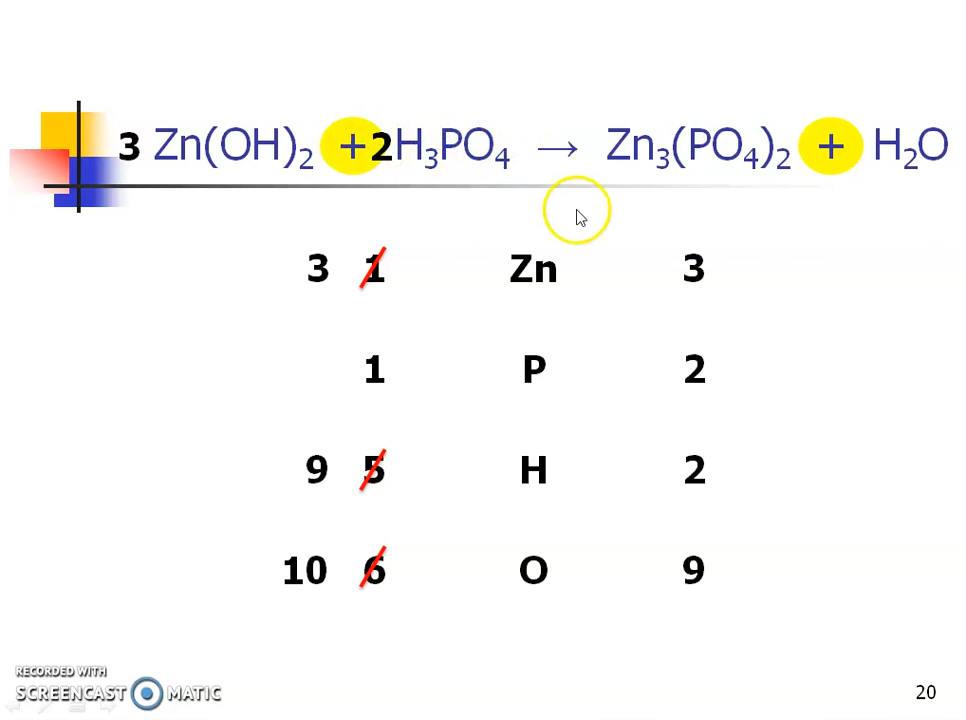 3 Zn(OH)₂ + 2H₃PO₄ → Zn₃(PO₄)₂ + H₂O
3 1 Zn 3
1 P 2
9 5 H 2
10 6 O 9
RECORDED WITH
SCREENCAST MATIC
20